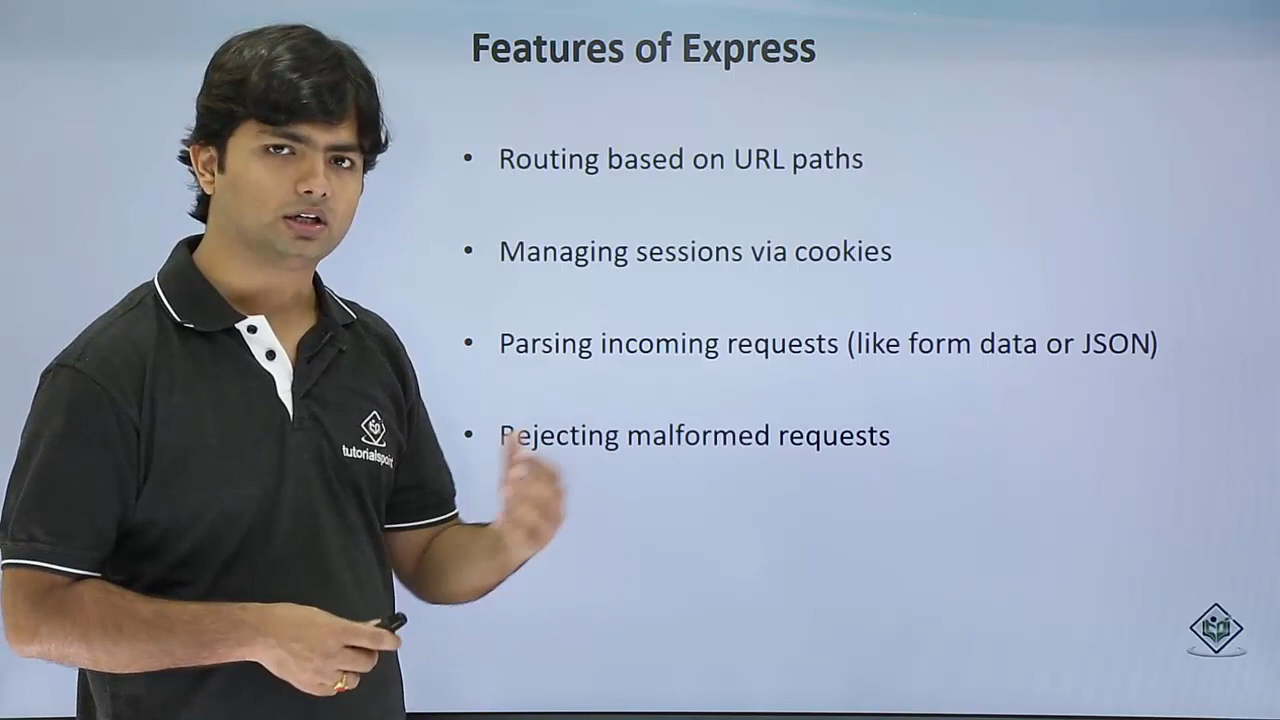 Features of Express
• Routing based on URL paths
• Managing sessions via cookies
• Parsing incoming requests (like form data or JSON)
• Rejecting malformed requests
tutorialspoint